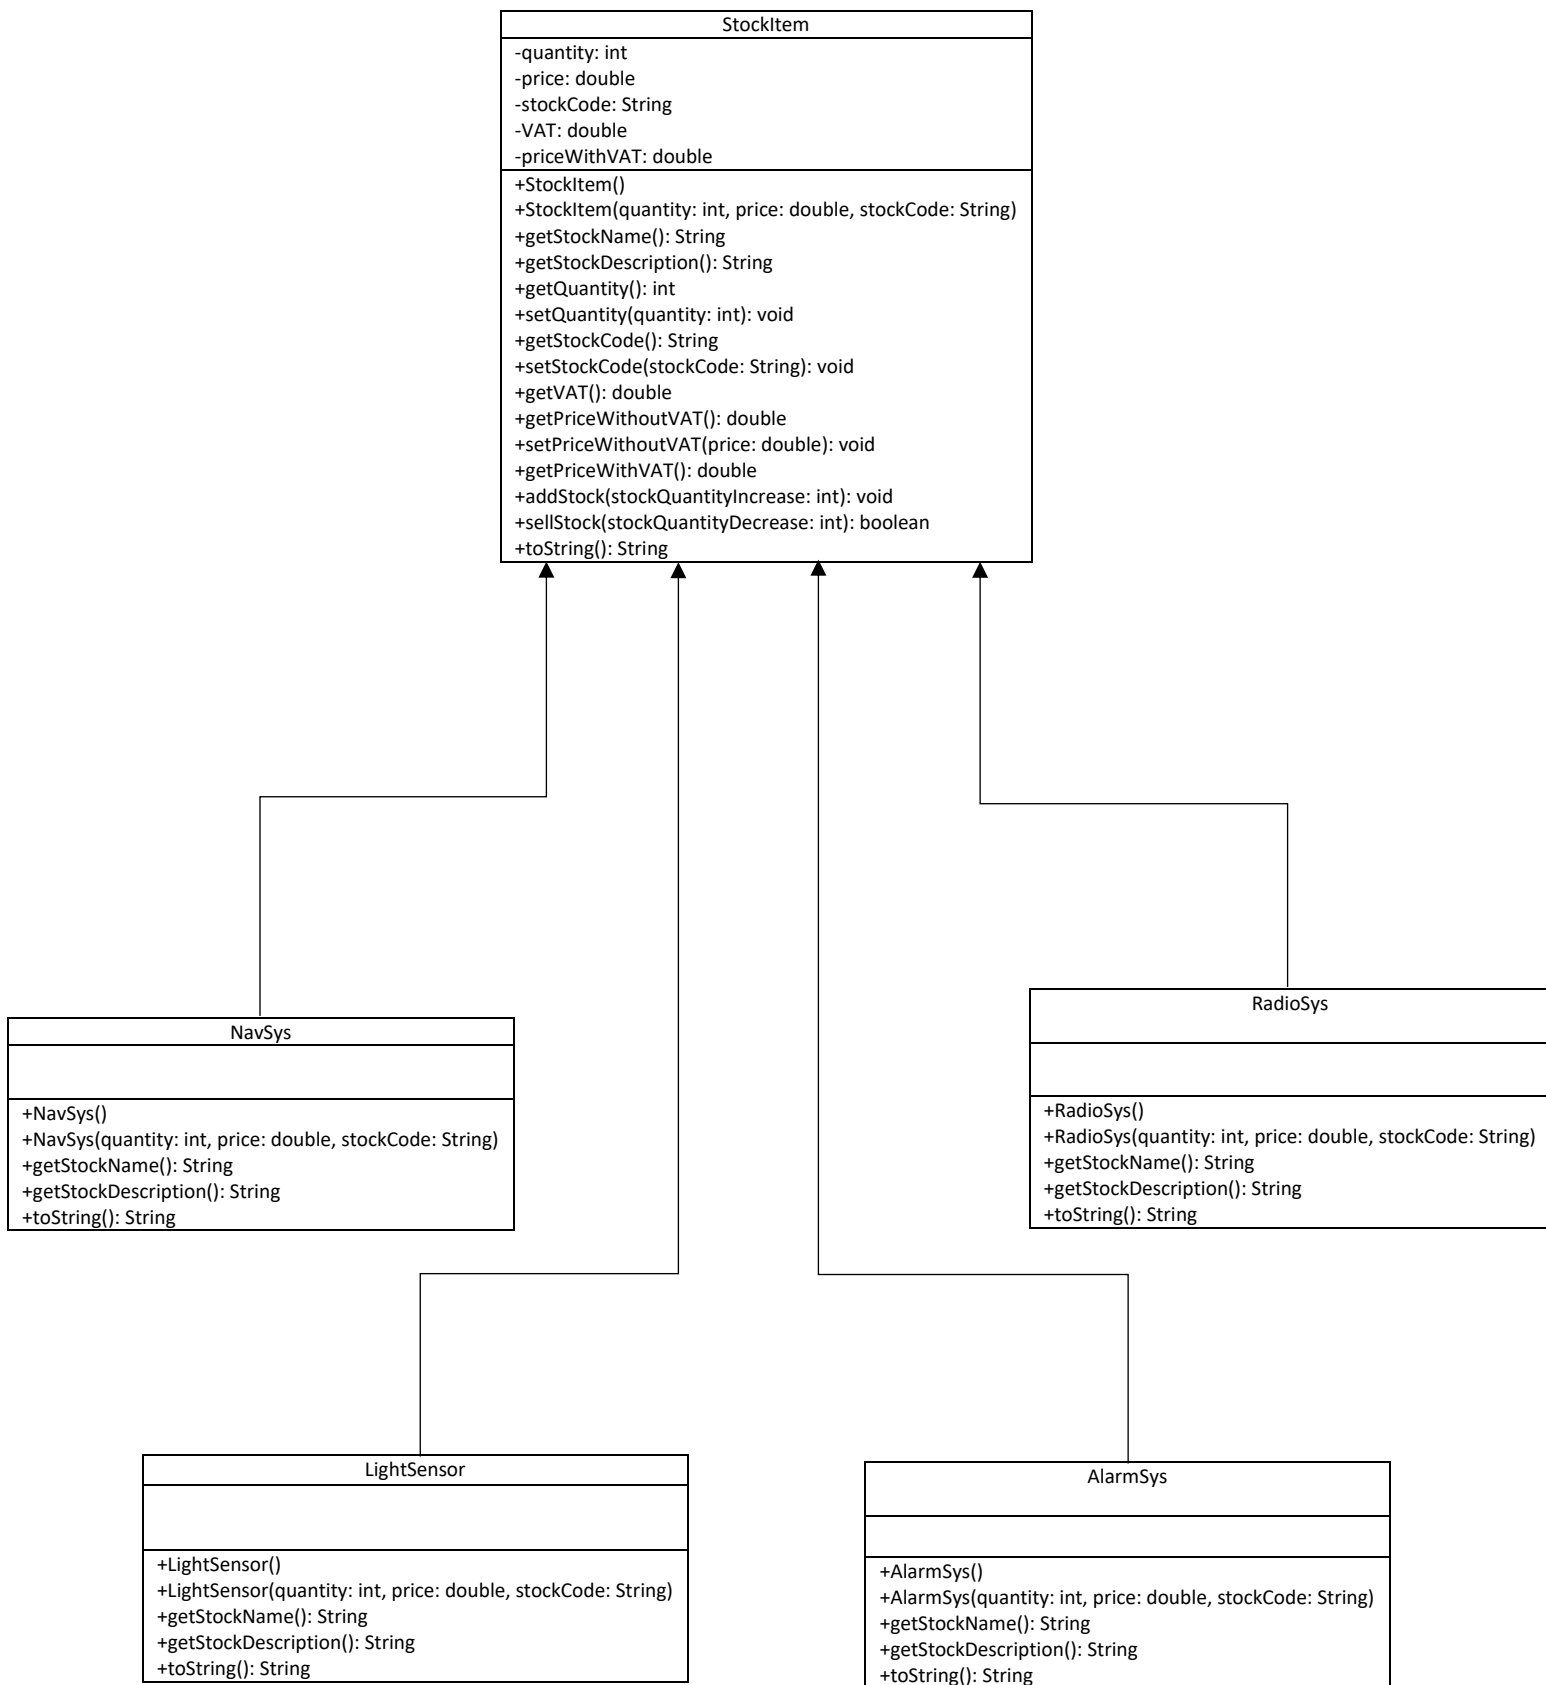 StockItem
-quantity: int
-price: double
-stockCode: String
-VAT: double
-priceWithVAT: double
+StockItem()
+StockItem(quantity: int, price: double, stockCode: String)
+getStockName(): String
+getStockDescription(): String
+getQuantity(): int
+setQuantity(quantity: int): void
+getStockCode(): String
+setStockCode(stockCode: String): void
+getVAT(): double
+getPriceWithoutVAT(): double
+setPriceWithoutVAT(price: double): void
+getPriceWithVAT(): double
+addStock(stockQuantityIncrease: int): void
+sellStock(stockQuantityDecrease: int): boolean
+toString(): String
NavSys
+NavSys()
+NavSys(quantity: int, price: double, stockCode: String)
+getStockName(): String
+getStockDescription(): String
+toString(): String
RadioSys
+RadioSys()
+RadioSys(quantity: int, price: double, stockCode: String)
+getStockName(): String
+getStockDescription(): String
+toString(): String
LightSensor
+LightSensor()
+LightSensor(quantity: int, price: double, stockCode: String)
+getStockName(): String
+getStockDescription(): String
+toString(): String
AlarmSys
+AlarmSys()
+AlarmSys(quantity: int, price: double, stockCode: String)
+getStockName(): String
+getStockDescription(): String
+toString(): String